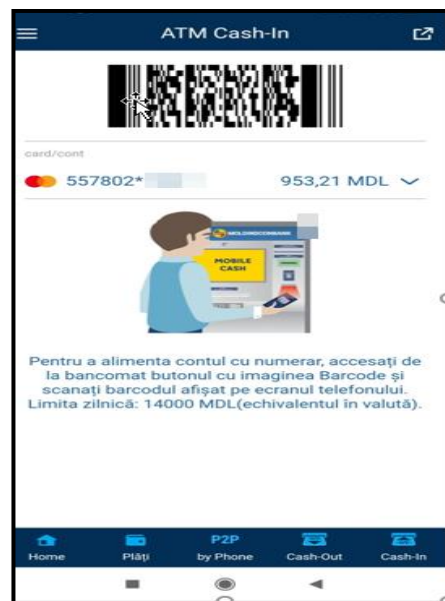 ATM Cash-In
card/cont
557802*
953,21 MDL
MOLDINDCONBANK
MOBILE
CASH
Pentru a alimenta contul cu numerar, accesați de
la bancomat butonul cu imaginea Barcode și
scanați barcodul afișat pe ecranul telefonului.
Limita zilnică: 14000 MDL(echivalentul în valută).
Home
Plăți
P2P
by Phone
Cash-Out
Cash-In